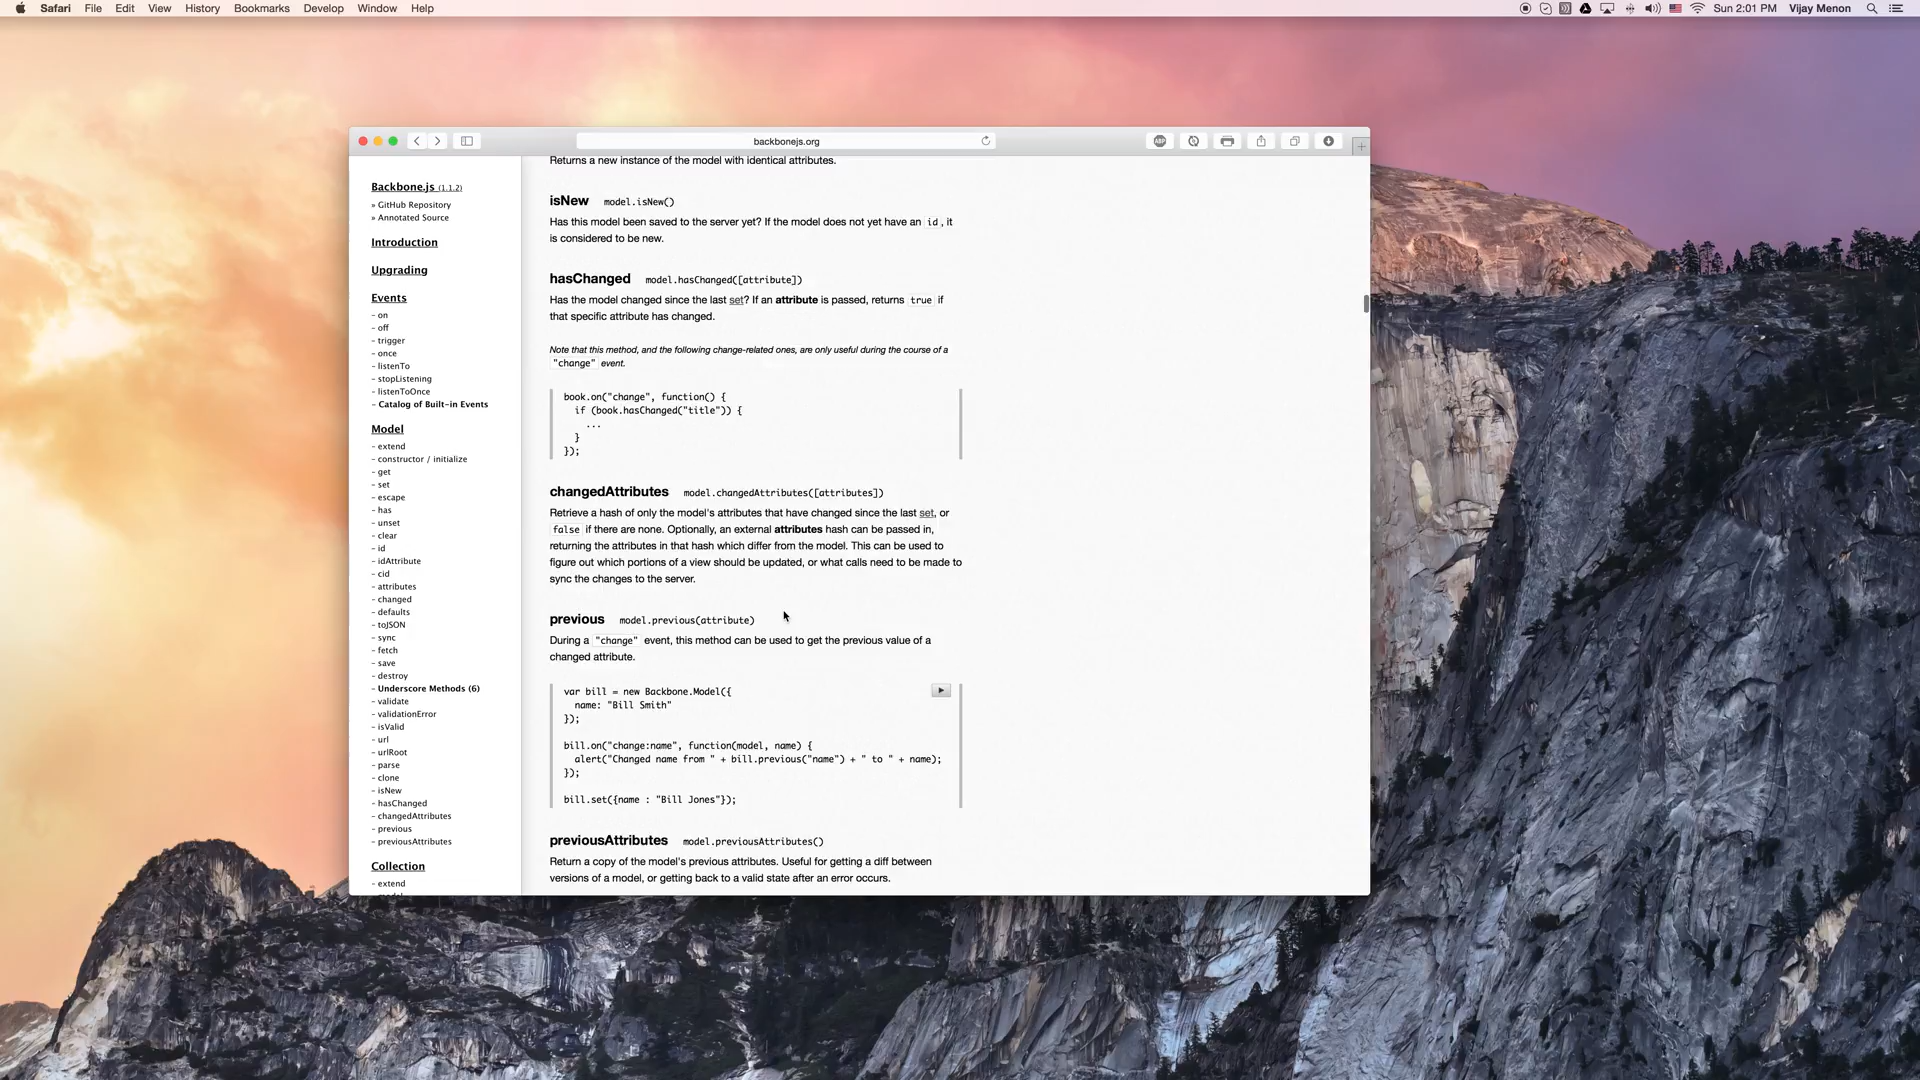 Safari File Edit View History Bookmarks Develop Window Help
Sun 2:01 PM Vijay Menon
backbonejs.org
ABP
Backbone.js (1.1.2)
» GitHub Repository
» Annotated Source
Introduction
Upgrading
Events
- on
- off
- trigger
- once
- listenTo
- stopListening
- listenToOnce
- Catalog of Built-in Events
Model
- extend
- constructor / initialize
- get
- set
- escape
- has
- unset
- clear
- id
- idAttribute
- cid
- attributes
- changed
- defaults
- toJSON
- sync
- fetch
- save
- destroy
- Underscore Methods (6)
- validate
- validationError
- isValid
- url
- urlRoot
- parse
- clone
- isNew
- hasChanged
- changedAttributes
- previous
- previousAttributes
Collection
- extend
Returns a new instance of the model with identical attributes.
isNew model.isNew()
Has this model been saved to the server yet? If the model does not yet have an id, it
is considered to be new.
hasChanged model.hasChanged([attribute])
Has the model changed since the last set? If an attribute is passed, returns true if
that specific attribute has changed.
Note that this method, and the following change-related ones, are only useful during the course of a
"change" event.
book.on("change", function() {
if (book.hasChanged("title")) {
...
}
});
changedAttributes model.changedAttributes([attributes])
Retrieve a hash of only the model's attributes that have changed since the last set, or
false if there are none. Optionally, an external attributes hash can be passed in,
returning the attributes in that hash which differ from the model. This can be used to
figure out which portions of a view should be updated, or what calls need to be made to
sync the changes to the server.
previous model.previous(attribute)
During a "change" event, this method can be used to get the previous value of a
changed attribute.
var bill = new Backbone.Model({
name: "Bill Smith"
});
bill.on("change:name", function(model, name) {
alert("Changed name from " + bill.previous("name") + " to " + name);
});
bill.set({name : "Bill Jones"});
previousAttributes model.previousAttributes()
Return a copy of the model's previous attributes. Useful for getting a diff between
versions of a model, or getting back to a valid state after an error occurs.